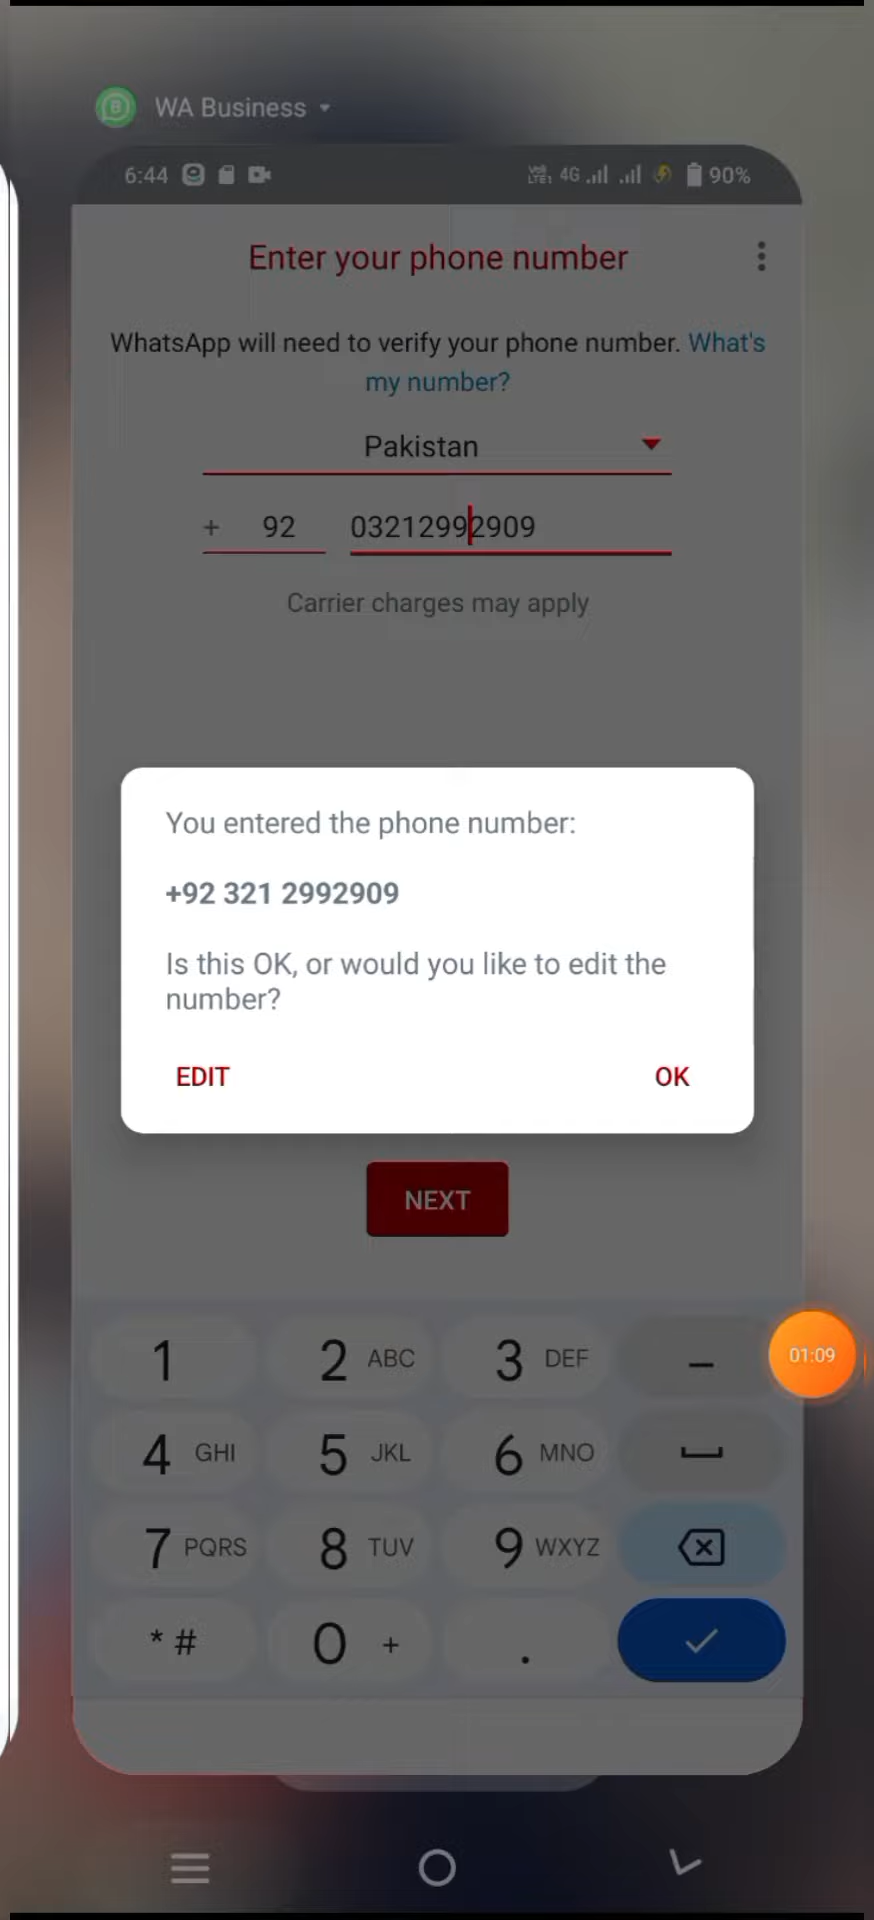 WA Business
6:44 VoB LTE1 4G 90%
Enter your phone number
WhatsApp will need to verify your phone number. What's
my number?
Pakistan
+ 92 03212992909
Carrier charges may apply
You entered the phone number:
+92 321 2992909
Is this OK, or would you like to edit the
number?
EDIT OK
NEXT
1 2 ABC 3 DEF –
01:09
4 GHI 5 JKL 6 MNO
7 PQRS 8 TUV 9 WXYZ
* # 0 + .